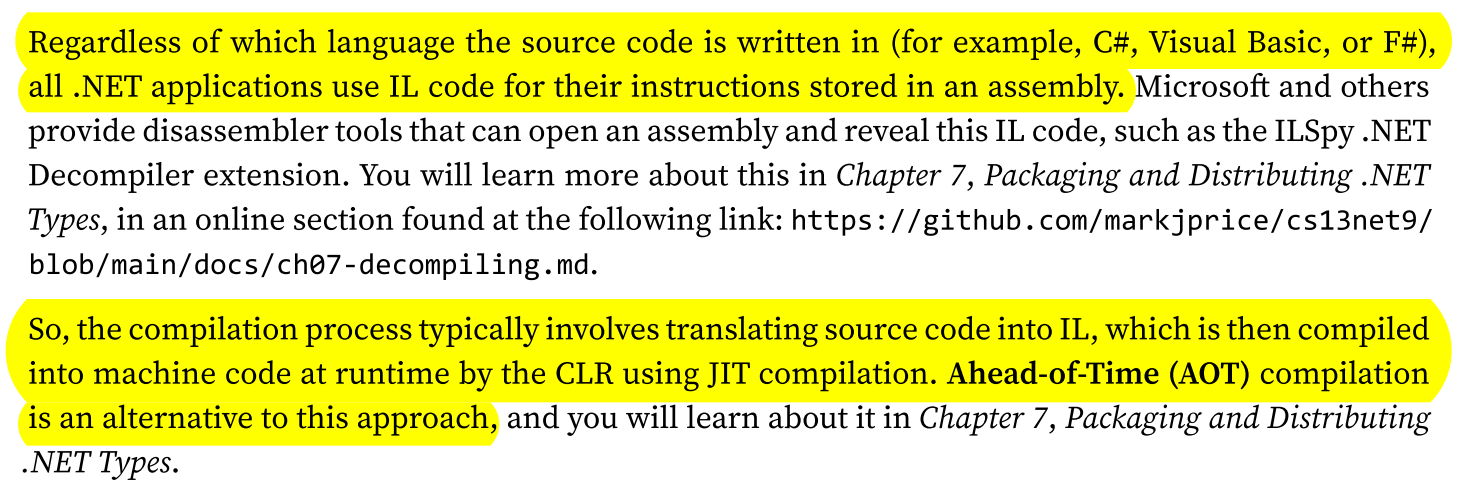 Regardless of which language the source code is written in (for example, C#, Visual Basic, or F#),
all .NET applications use IL code for their instructions stored in an assembly. Microsoft and others
provide disassembler tools that can open an assembly and reveal this IL code, such as the ILSpy .NET
Decompiler extension. You will learn more about this in Chapter 7, Packaging and Distributing .NET
Types, in an online section found at the following link: https://github.com/markjprice/cs13net9/
blob/main/docs/ch07-decompiling.md.
So, the compilation process typically involves translating source code into IL, which is then compiled
into machine code at runtime by the CLR using JIT compilation. Ahead-of-Time (AOT) compilation
is an alternative to this approach, and you will learn about it in Chapter 7, Packaging and Distributing
.NET Types.